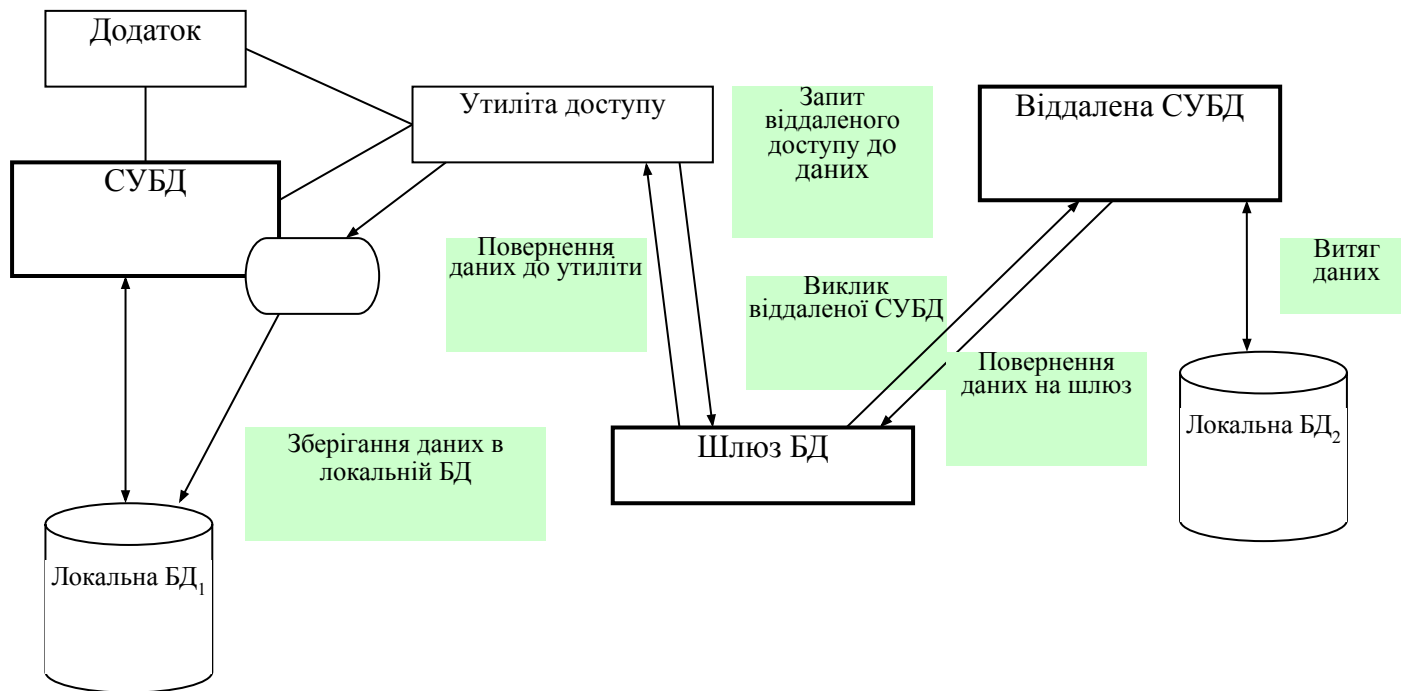 Додаток
Утиліта доступу
Запит
віддаленого
доступу до
даних
Віддалена СУБД
СУБД
Повернення
даних до утиліти
Витяг
даних
Виклик
віддаленої СУБД
Повернення
даних на шлюз
Зберігання даних в
локальній БД
Шлюз БД
Локальна БД2
Локальна БД1